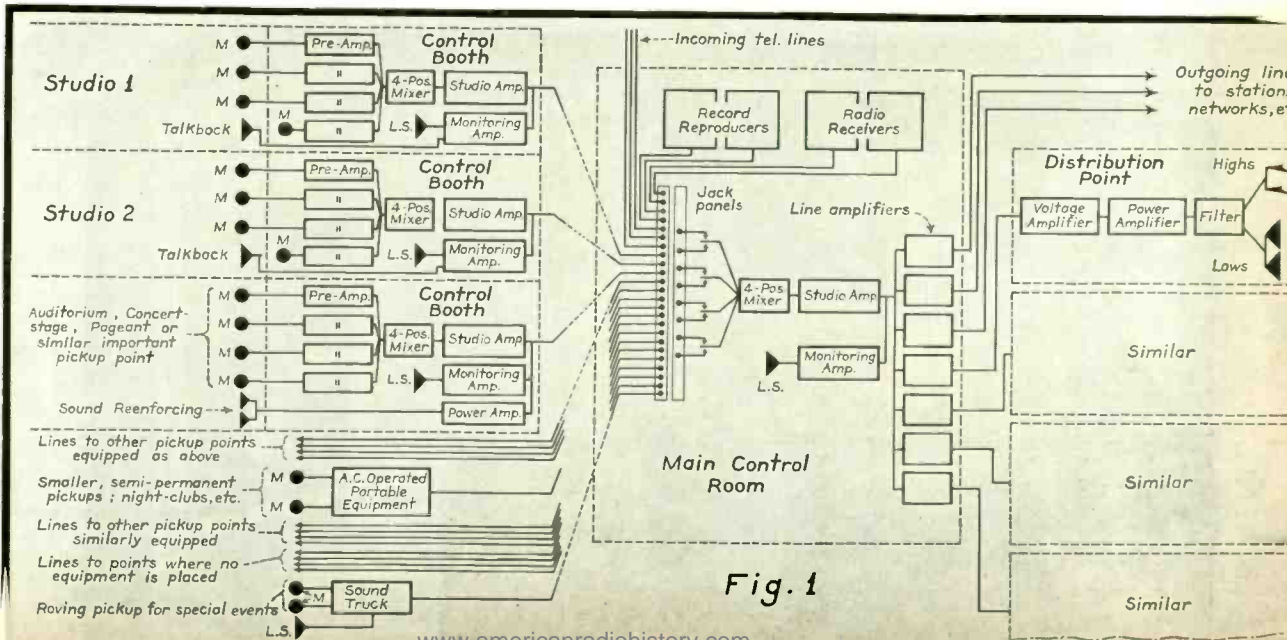 Studio 1
M
M
M
M
Talkback
Pre-Amp.
"
"
"
Control
Booth
4-Pos.
Mixer
Studio Amp.
L.S.
Monitoring
Amp.
Studio 2
M
M
M
M
M
Talkback
Pre-Amp.
"
"
"
Control
Booth
4-Pos.
Mixer
Studio Amp.
L.S.
Monitoring
Amp.
Auditorium, Concert-
stage, Pageant or
similar important
pickup point
M
M
M
M
Sound Reenforcing
Pre-Amp.
"
"
"
Control
Booth
4-Pos.
Mixer
Studio Amp.
L.S.
Monitoring
Amp.
Power Amp.
Lines to other pickup points
equipped as above
Smaller, semi-permanent
pickups; night-clubs, etc.
M
M
A.C. Operated
Portable
Equipment
Lines to other pickup points
similarly equipped
Lines to points where no
equipment is placed
Roving pickup for special events
M
L.S.
Sound
Truck
Incoming tel. lines
Record
Reproducers
Radio
Receivers
Jack
panels
Line amplifiers
4-Pos.
Mixer
Studio Amp.
Monitoring
Amp.
L.S.
Main Control
Room
Outgoing line
to stations
networks, e
Distribution
Point
Highs
Voltage
Amplifier
Power
Amplifier
Filter
Lows
Similar
Similar
Similar
Fig. 1
www.americanradiohistory.com